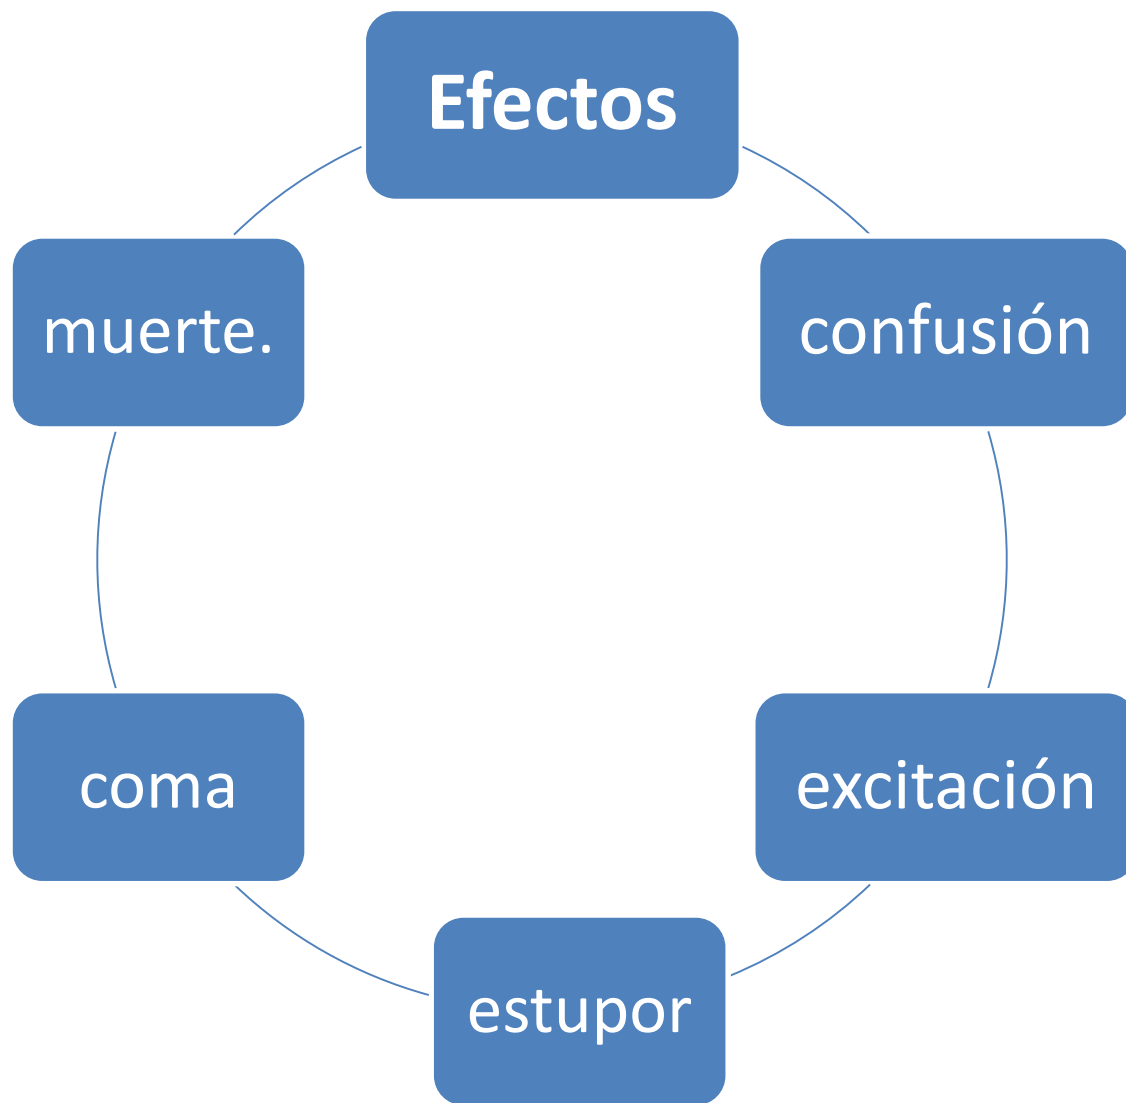 Efectos
confusión
excitación
estupor
coma
muerte.